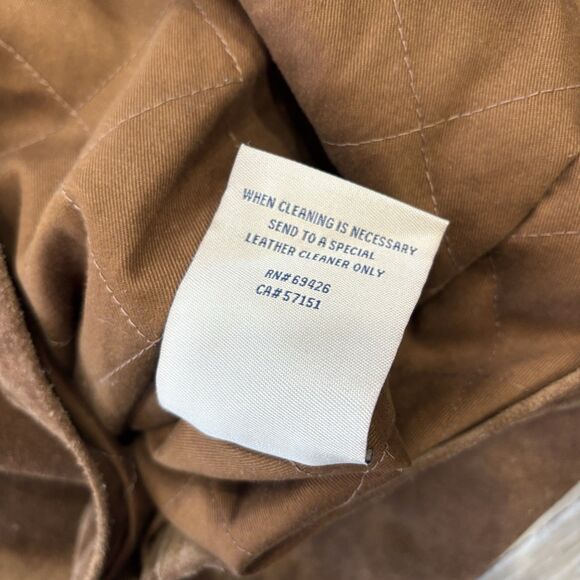 WHEN CLEANING IS NECESSARY
SEND TO A SPECIAL
LEATHER CLEANER ONLY
RN# 69426
CA# 57151